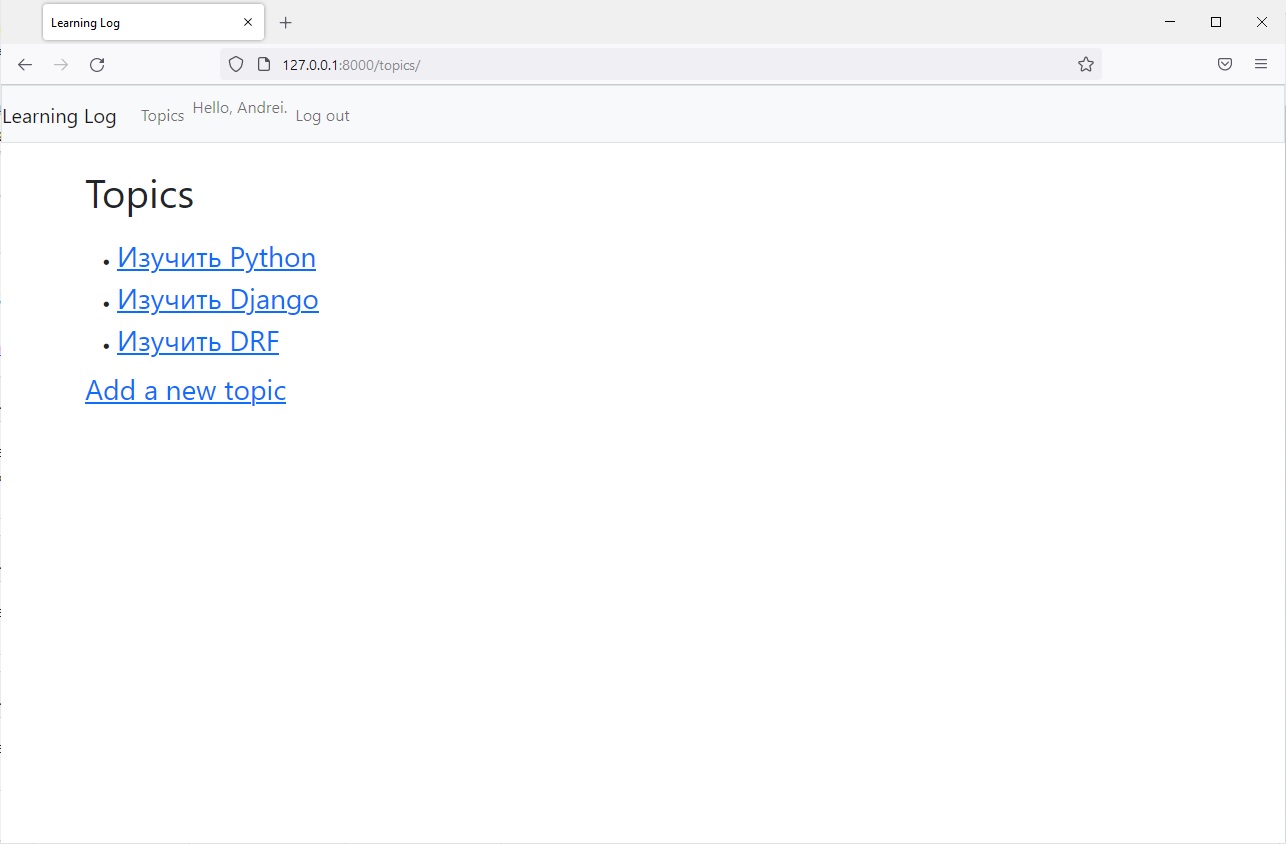 Learning Log
127.0.0.1:8000/topics/
Learning Log Topics Hello, Andrei. Log out
Topics
Изучить Python
Изучить Django
Изучить DRF
Add a new topic